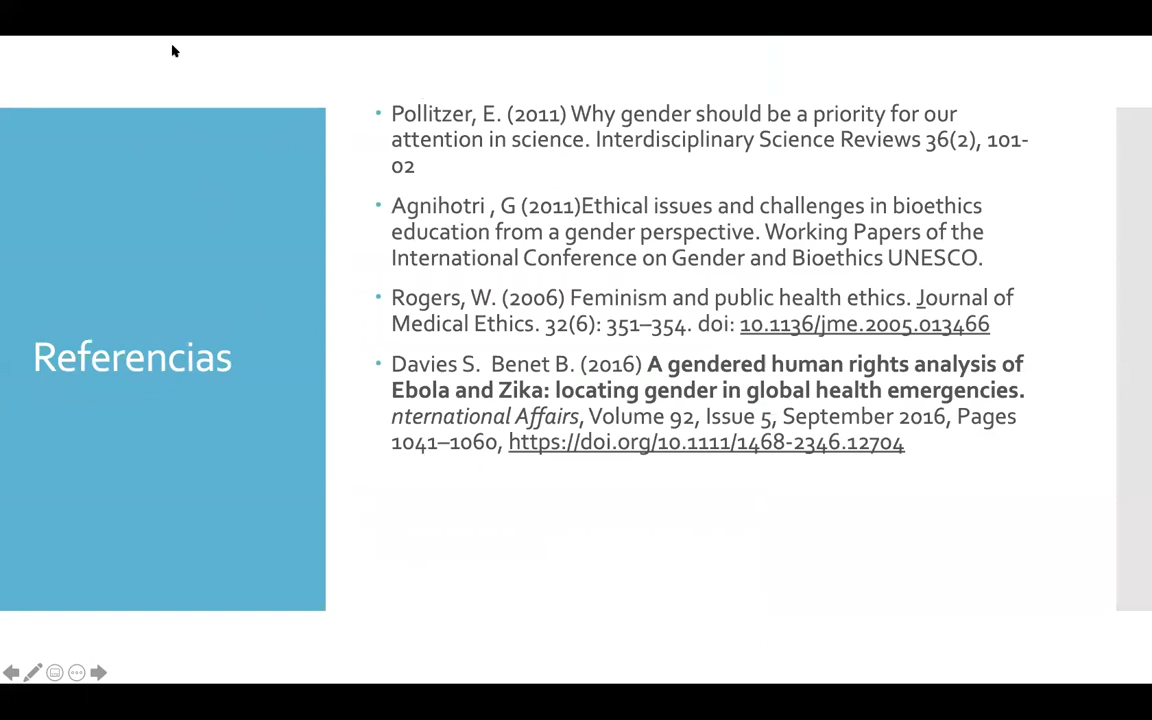 Referencias
• Pollitzer, E. (2011) Why gender should be a priority for our
attention in science. Interdisciplinary Science Reviews 36(2), 101-
02
• Agnihotri , G (2011)Ethical issues and challenges in bioethics
education from a gender perspective. Working Papers of the
International Conference on Gender and Bioethics UNESCO.
• Rogers, W. (2006) Feminism and public health ethics. Journal of
Medical Ethics. 32(6): 351–354. doi: 10.1136/jme.2005.013466
• Davies S. Benet B. (2016) A gendered human rights analysis of
Ebola and Zika: locating gender in global health emergencies.
nternational Affairs, Volume 92, Issue 5, September 2016, Pages
1041–1060, https://doi.org/10.1111/1468-2346.12704